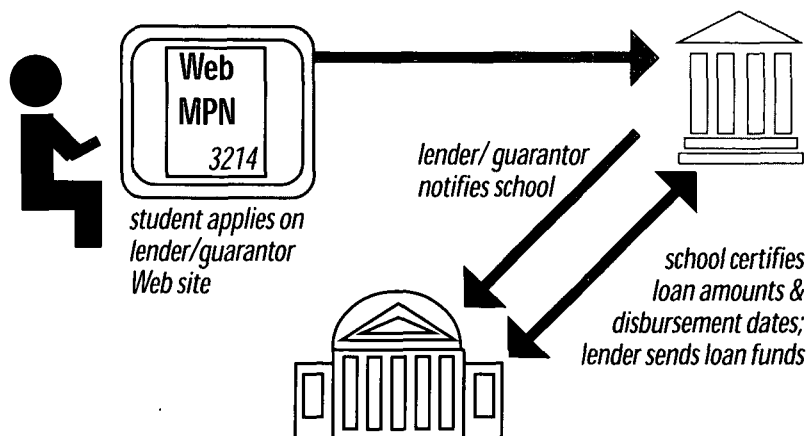 Web
MPN
3214
student applies on
lender/guarantor
Web site
lender/ guarantor
notifies school
school certifies
loan amounts &
disbursement dates;
lender sends loan funds